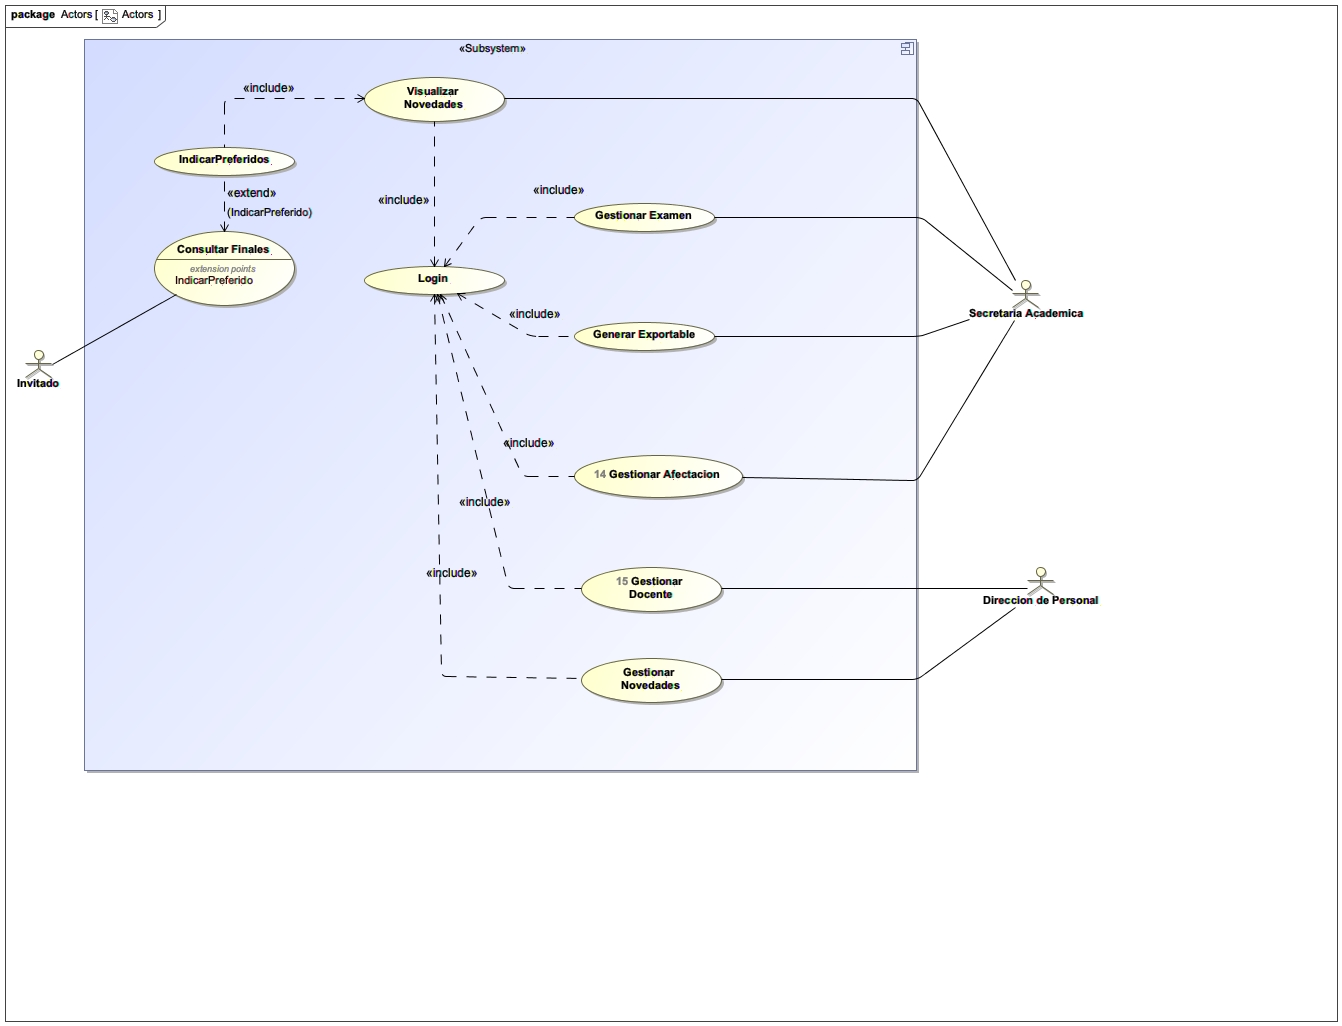 package Actors [ Actors ]
«Subsystem»
«include»
Visualizar
Novedades
IndicarPreferidos
«extend»
(IndicarPreferido)
«include»
«include»
Gestionar Examen
Consultar Finales
extension points
IndicarPreferido
Login
«include»
Generar Exportable
Secretaria Academica
Invitado
«include»
14 Gestionar Afectacion
«include»
«include»
15 Gestionar
Docente
Direccion de Personal
Gestionar
Novedades